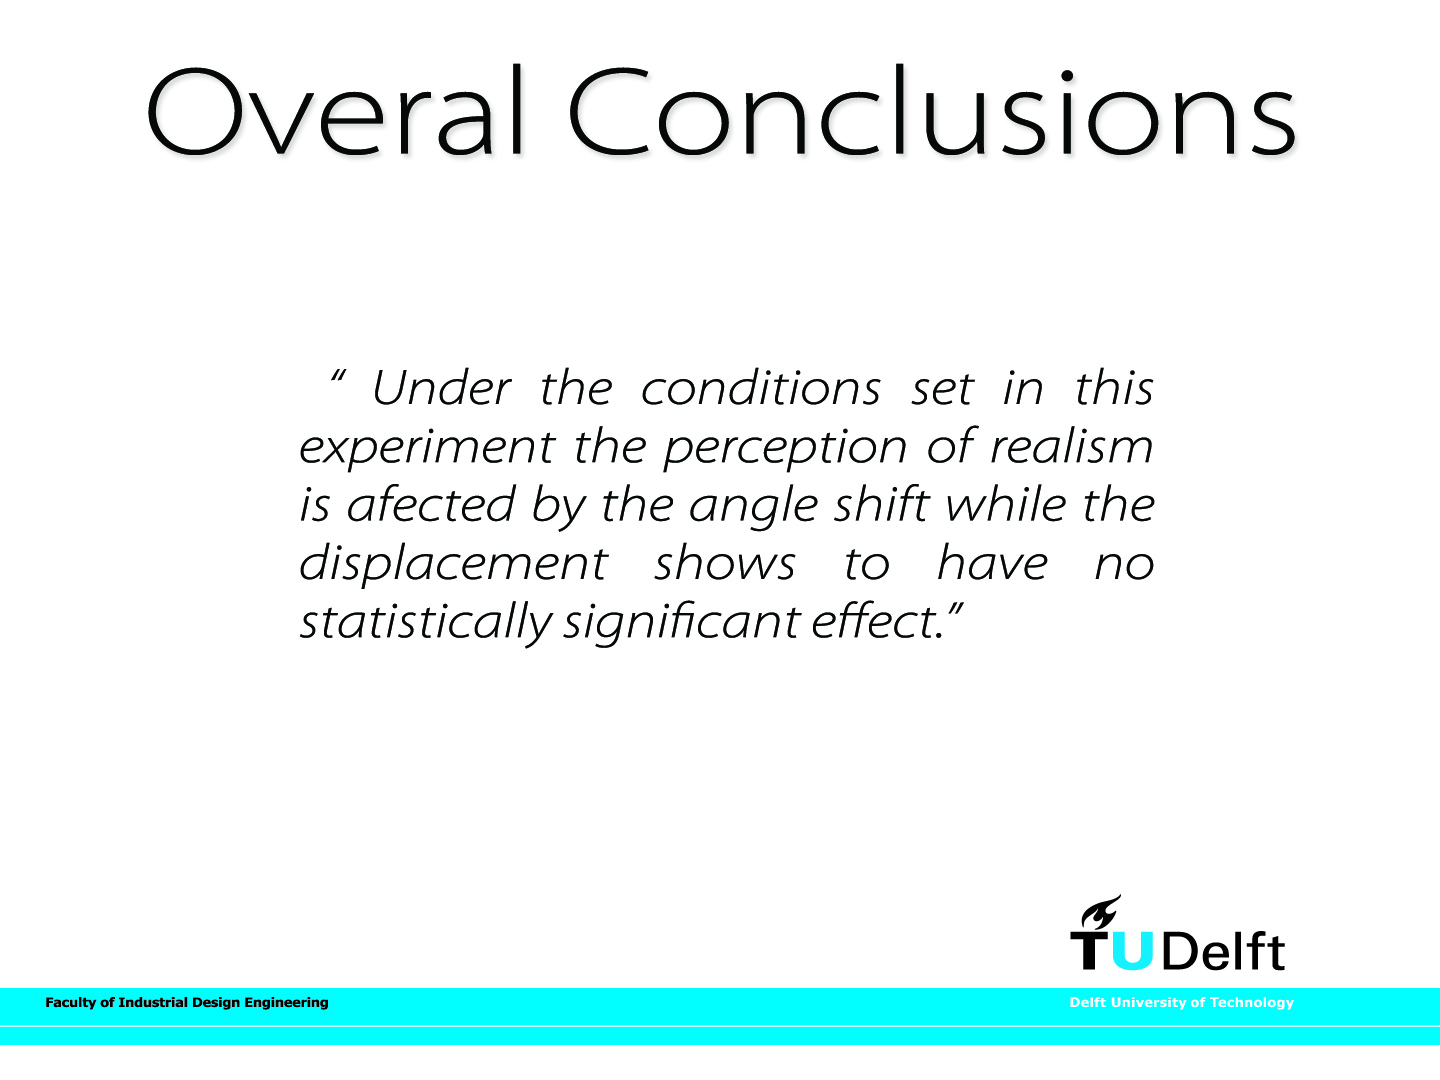 Overal Conclusions
“ Under the conditions set in this
experiment the perception of realism
is afected by the angle shift while the
displacement shows to have no
statistically significant effect.”
TUDelft
Faculty of Industrial Design Engineering
Delft University of Technology